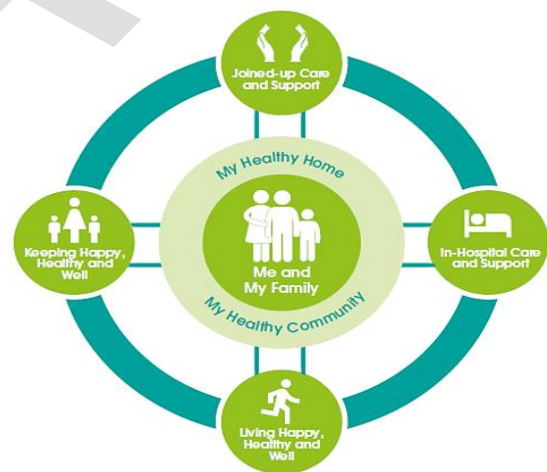 Joined-up Care
and Support
My Healthy Home
Keeping Happy,
Healthy and
Well
Me and
My Family
In-Hospital Care
and Support
My Healthy Community
Living Happy,
Healthy and
Well